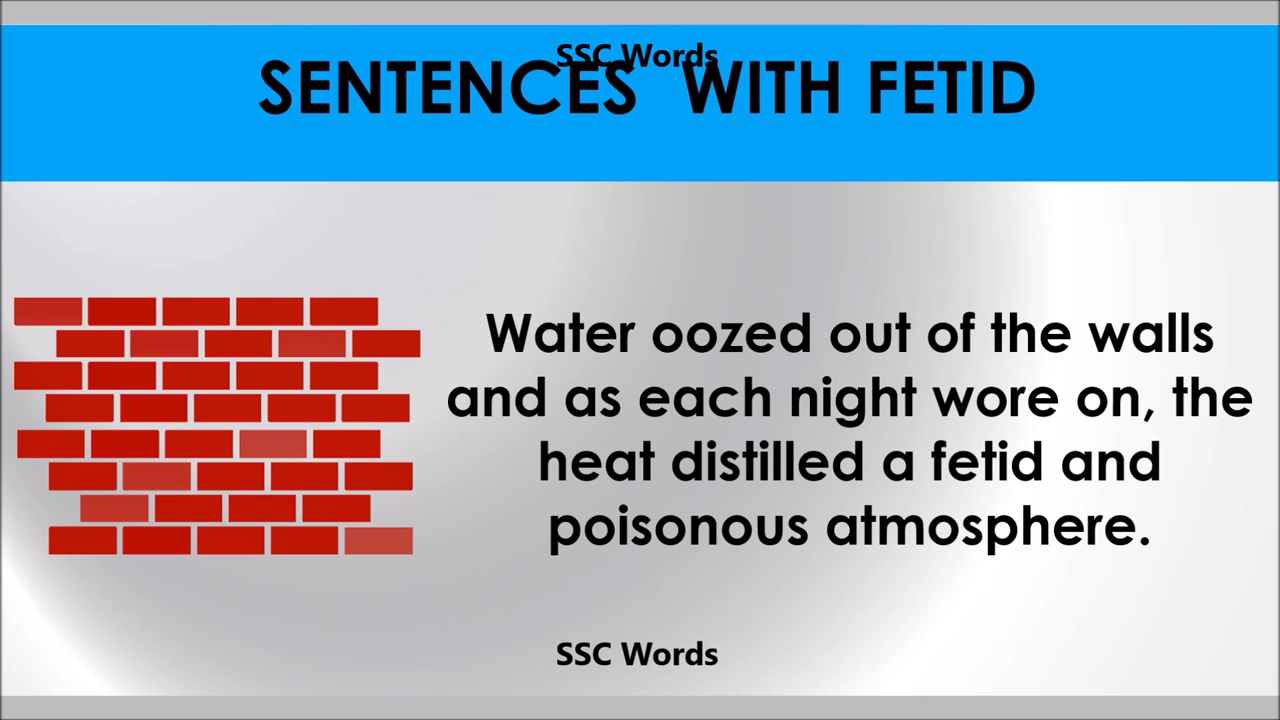 SSC Words
SENTENCES WITH FETID
Water oozed out of the walls
and as each night wore on, the
heat distilled a fetid and
poisonous atmosphere.
SSC Words